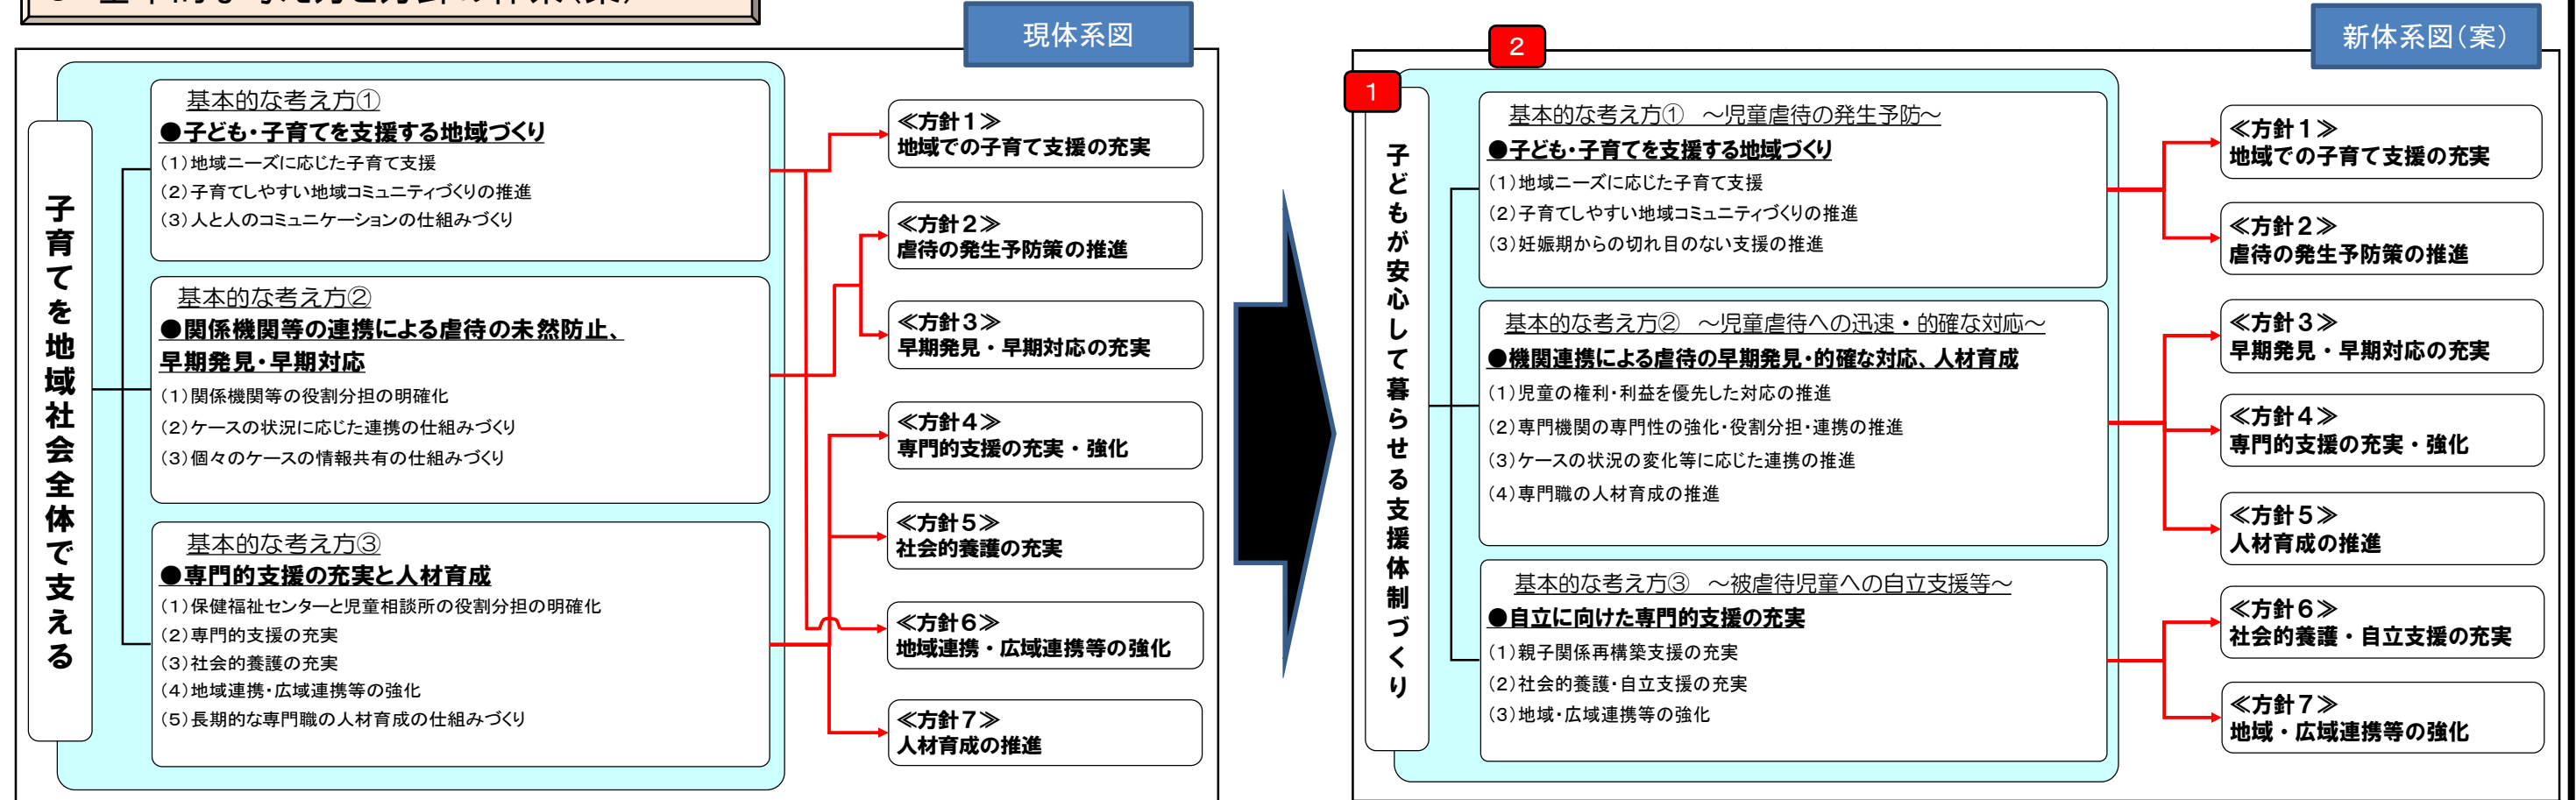 現体系図
子育てを地域社会全体で支える
基本的な考え方①
●子ども・子育てを支援する地域づくり
(1)地域ニーズに応じた子育て支援
(2)子育てしやすい地域コミュニティづくりの推進
(3)人と人のコミュニケーションの仕組みづくり
基本的な考え方②
●関係機関等の連携による虐待の未然防止、
早期発見・早期対応
(1)関係機関等の役割分担の明確化
(2)ケースの状況に応じた連携の仕組みづくり
(3)個々のケースの情報共有の仕組みづくり
基本的な考え方③
●専門的支援の充実と人材育成
(1)保健福祉センターと児童相談所の役割分担の明確化
(2)専門的支援の充実
(3)社会的養護の充実
(4)地域連携・広域連携等の強化
(5)長期的な専門職の人材育成の仕組みづくり
≪方針1≫
地域での子育て支援の充実
≪方針2≫
虐待の発生予防策の推進
≪方針3≫
早期発見・早期対応の充実
≪方針4≫
専門的支援の充実・強化
≪方針5≫
社会的養護の充実
≪方針6≫
地域連携・広域連携等の強化
≪方針7≫
人材育成の推進
新体系図(案)
1
2
子どもが安心して暮らせる支援体制づくり
基本的な考え方① ～児童虐待の発生予防～
●子ども・子育てを支援する地域づくり
(1)地域ニーズに応じた子育て支援
(2)子育てしやすい地域コミュニティづくりの推進
(3)妊娠期からの切れ目のない支援の推進
基本的な考え方② ～児童虐待への迅速・的確な対応～
●機関連携による虐待の早期発見・的確な対応、人材育成
(1)児童の権利・利益を優先した対応の推進
(2)専門機関の専門性の強化・役割分担・連携の推進
(3)ケースの状況の変化等に応じた連携の推進
(4)専門職の人材育成の推進
基本的な考え方③ ～被虐待児童への自立支援等～
●自立に向けた専門的支援の充実
(1)親子関係再構築支援の充実
(2)社会的養護・自立支援の充実
(3)地域・広域連携等の強化
≪方針1≫
地域での子育て支援の充実
≪方針2≫
虐待の発生予防策の推進
≪方針3≫
早期発見・早期対応の充実
≪方針4≫
専門的支援の充実・強化
≪方針5≫
人材育成の推進
≪方針6≫
社会的養護・自立支援の充実
≪方針7≫
地域・広域連携等の強化